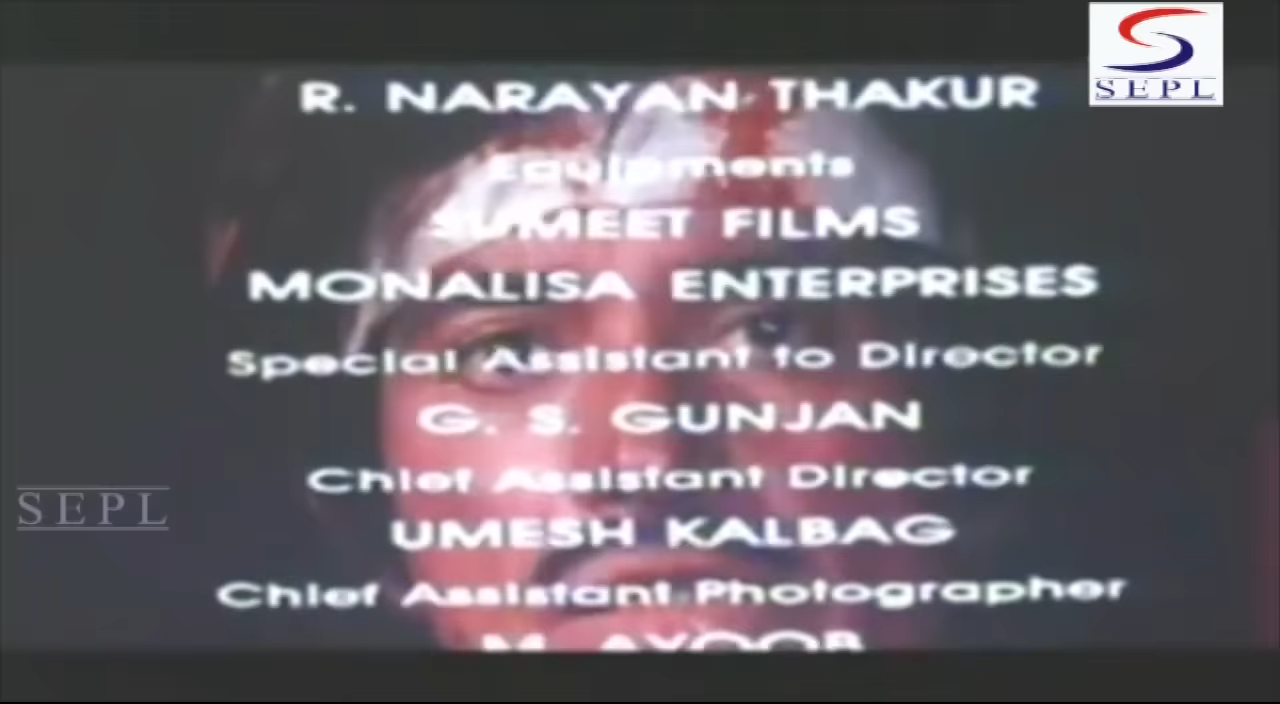 SEPL
R. NARAYAN THAKUR
Equipments
SUMEET FILMS
MONALISA ENTERPRISES
Special Assistant to Director
G. S. GUNJAN
Chief Assistant Director
SEPL
UMESH KALBAG
Chief Assistant Photographer
M. AYOOB